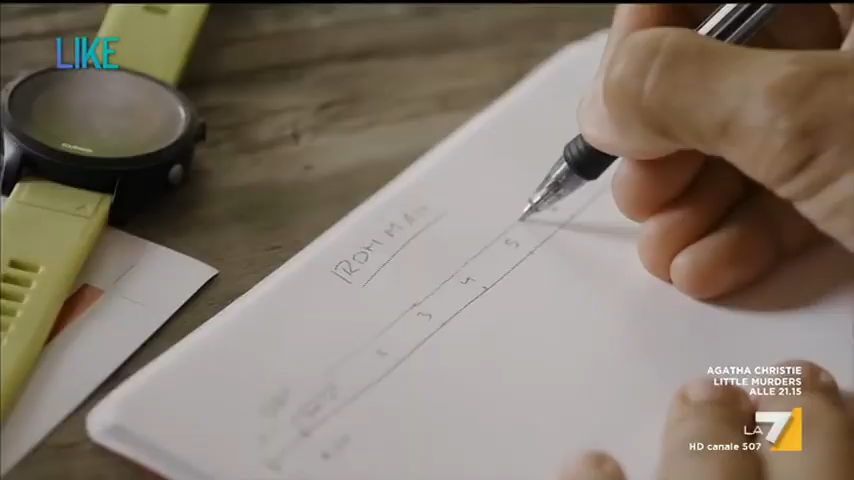 LIKE
IRONMAN
3 4 5
AGATHA CHRISTIE
LITTLE MURDERS
ALLE 21.15
LA7
HD canale 507